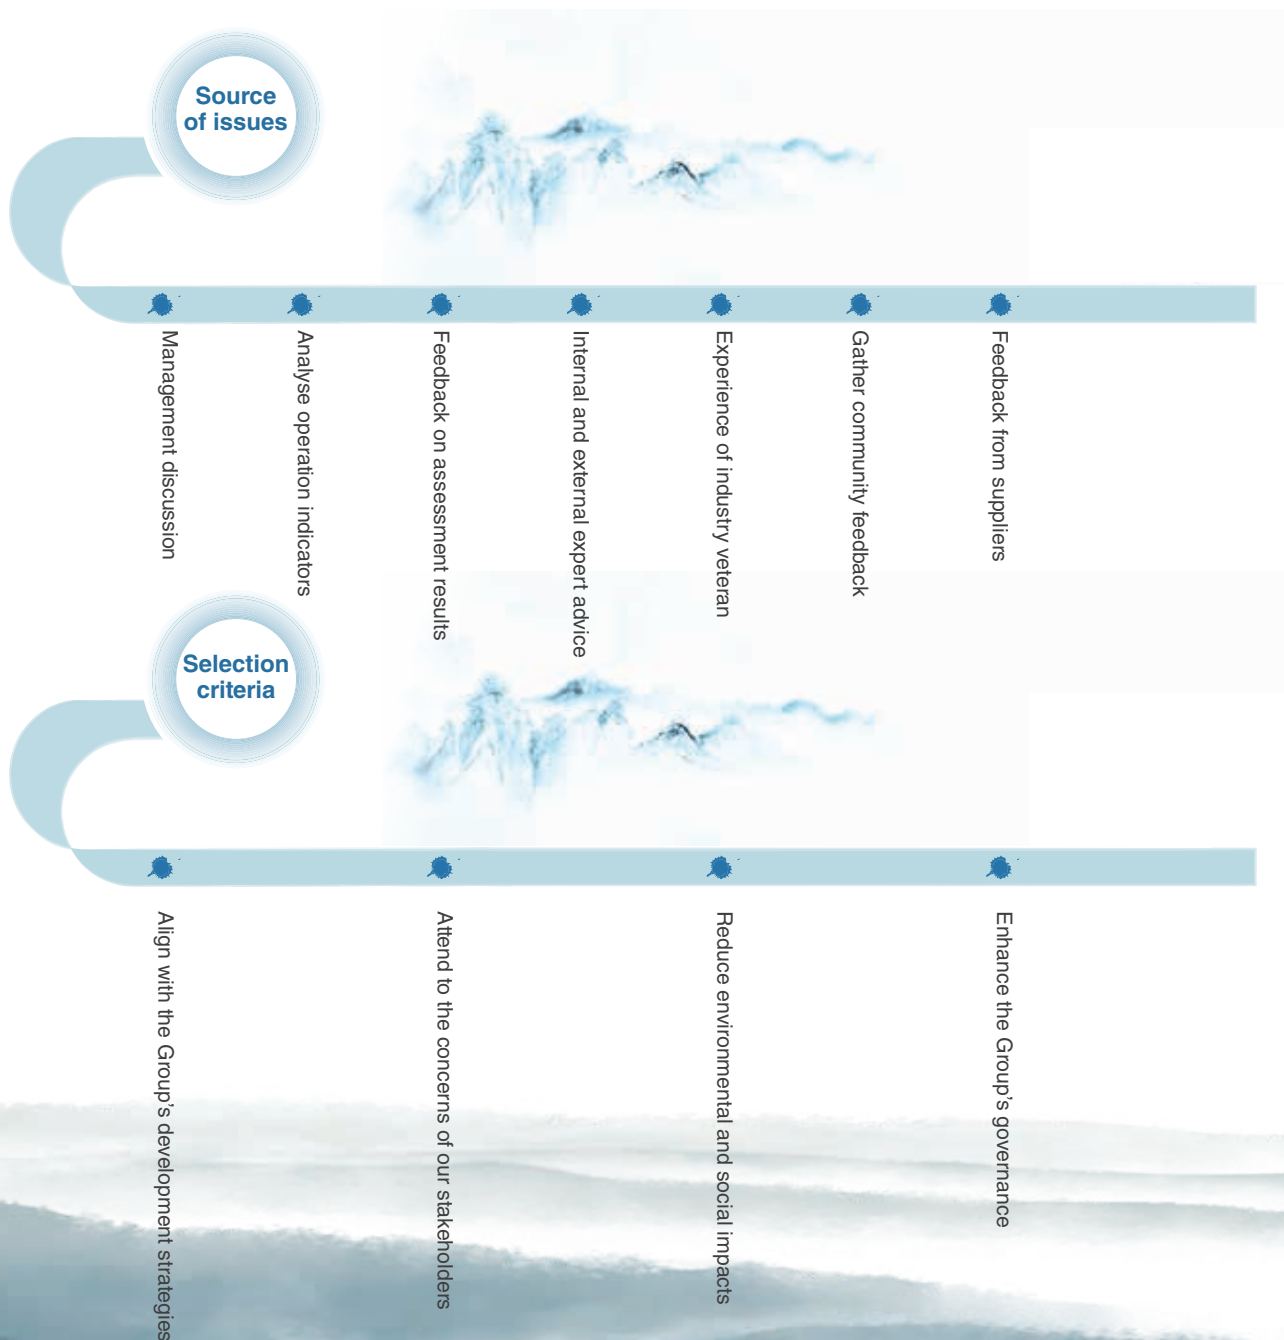 Source
of issues
Management discussion
Analyse operation indicators
Feedback on assessment results
Internal and external expert advice
Experience of industry veteran
Gather community feedback
Feedback from suppliers
Selection
criteria
Align with the Group's development strategies
Attend to the concerns of our stakeholders
Reduce environmental and social impacts
Enhance the Group's governance